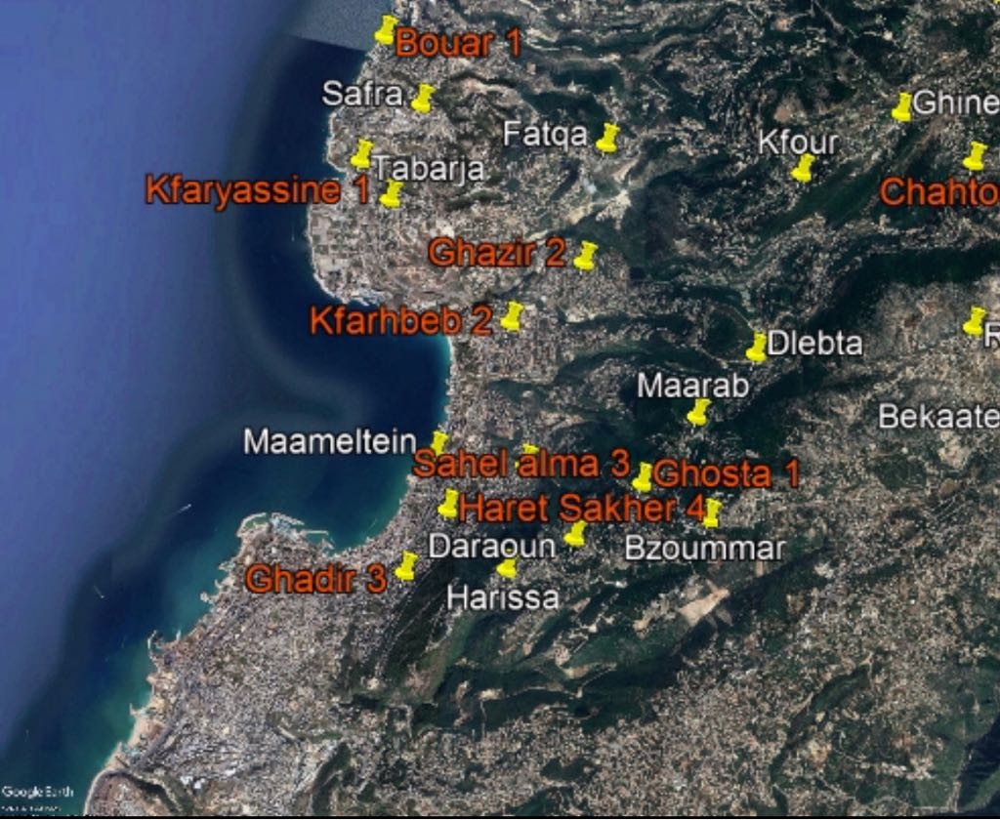 Bouar 1
Safra
Ghine
Fatqa
Kfour
Tabarja
Kfaryassine 1
Chahto
Ghazir 2
Kfarhbeb 2
R
Dlebta
Maarab
Bekaate
Maameltein
Sahel alma 3
Ghosta 1
Haret Sakher 4
Daraoun
Bzoummar
Ghadir 3
Harissa
Google Earth